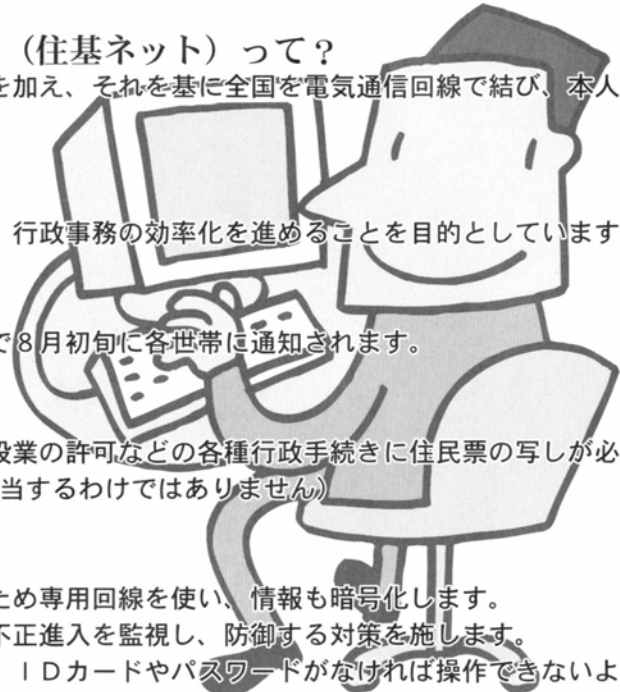 （住基ネット）って？
を加え、それを基に全国を電気通信回線で結び、本人
行政事務の効率化を進めることを目的としています
で８月初旬に各世帯に通知されます。
設業の許可などの各種行政手続きに住民票の写しが必
当するわけではありません）
ため専用回線を使い、情報も暗号化します。
不正進入を監視し、防御する対策を施します。
ＩＤカードやパスワードがなければ操作できないよ